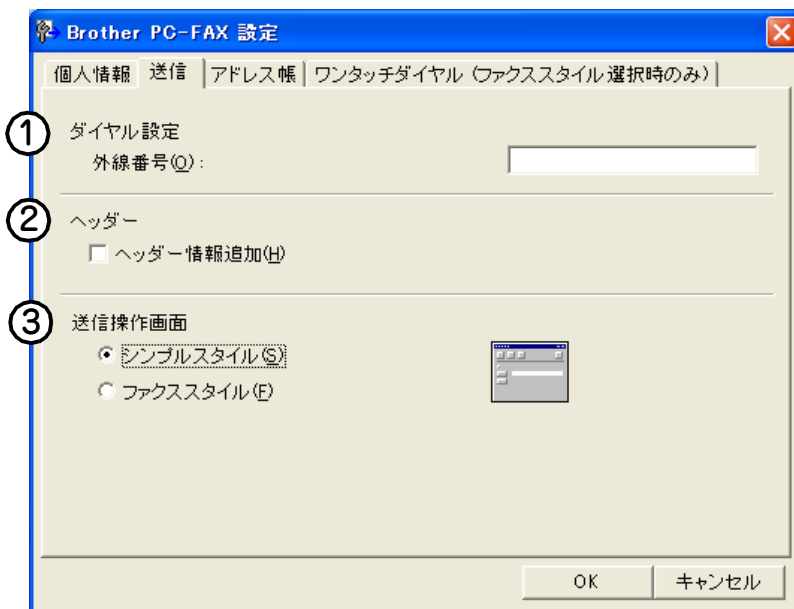 Brother PC-FAX 設定
個人情報 送信 アドレス帳 ワンタッチダイヤル (ファクススタイル選択時のみ)
① ダイヤル設定
外線番号(O):
② ヘッダー
ヘッダー情報追加(H)
③ 送信操作画面
シンプルスタイル(S)
ファクススタイル(F)
OK キャンセル